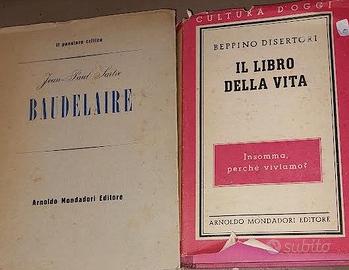 il pensiero critico
Jean-Paul Sartre
BAUDELAIRE
Arnoldo Mondadori Editore
CULTURA D'OGGI
BEPPINO DISERTORI
IL LIBRO
DELLA VITA
Insomma,
perchè viviamo?
ARNOLDO MONDADORI EDITORE
subito